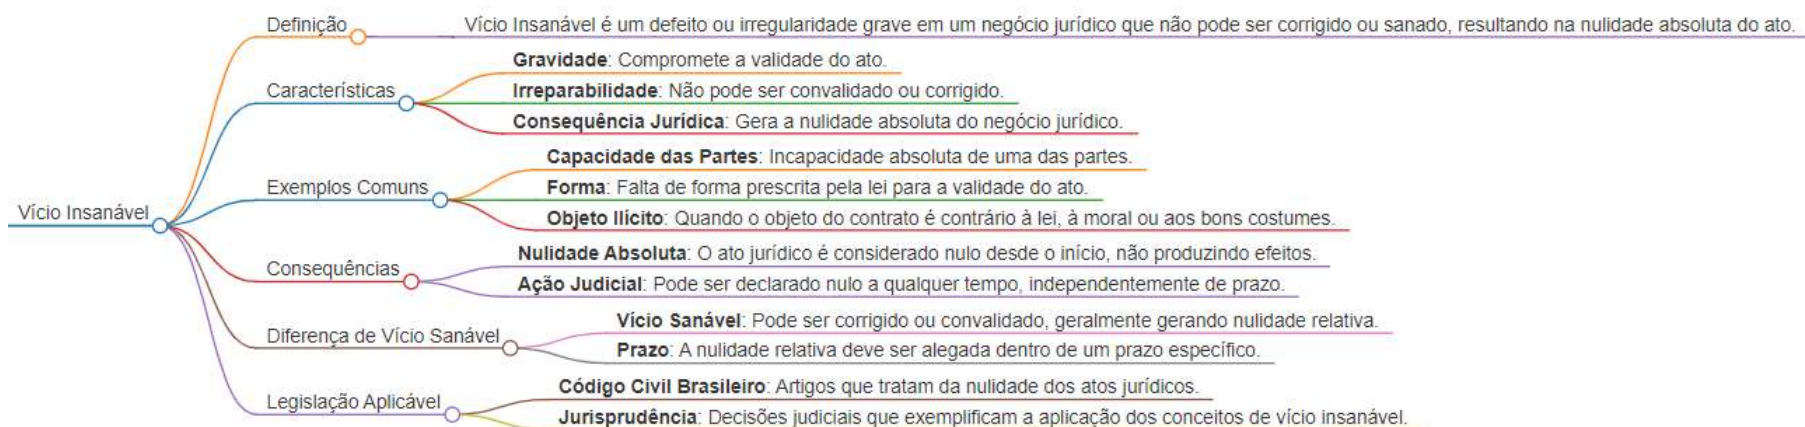 Vício Insanável
Definição
Vício Insanável é um defeito ou irregularidade grave em um negócio jurídico que não pode ser corrigido ou sanado, resultando na nulidade absoluta do ato.
Características
Gravidade: Compromete a validade do ato.
Irreparabilidade: Não pode ser convalidado ou corrigido.
Consequência Jurídica: Gera a nulidade absoluta do negócio jurídico.
Exemplos Comuns
Capacidade das Partes: Incapacidade absoluta de uma das partes.
Forma: Falta de forma prescrita pela lei para a validade do ato.
Objeto Ilícito: Quando o objeto do contrato é contrário à lei, à moral ou aos bons costumes.
Consequências
Nulidade Absoluta: O ato jurídico é considerado nulo desde o início, não produzindo efeitos.
Ação Judicial: Pode ser declarado nulo a qualquer tempo, independentemente de prazo.
Diferença de Vício Sanável
Vício Sanável: Pode ser corrigido ou convalidado, geralmente gerando nulidade relativa.
Prazo: A nulidade relativa deve ser alegada dentro de um prazo específico.
Legislação Aplicável
Código Civil Brasileiro: Artigos que tratam da nulidade dos atos jurídicos.
Jurisprudência: Decisões judiciais que exemplificam a aplicação dos conceitos de vício insanável.